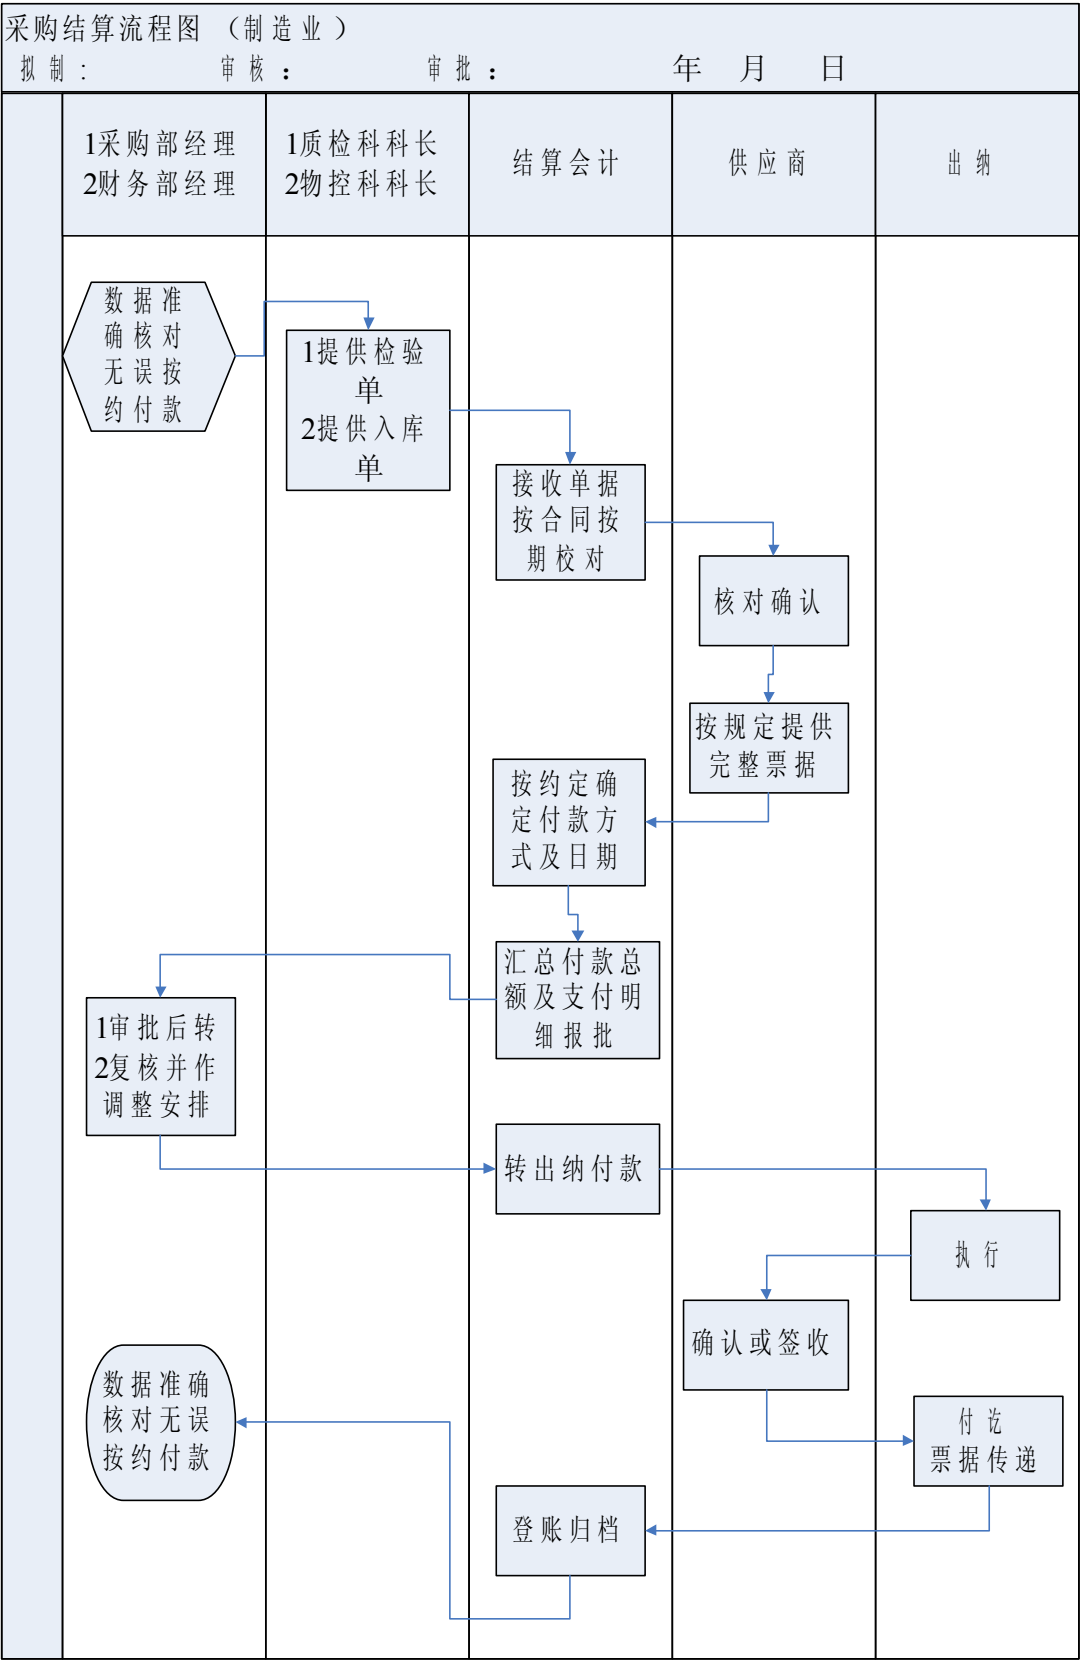 采购结算流程图 （制造业）
拟制: 审核： 审批： 年 月 日
1采购部经理
2财务部经理
1质检科科长
2物控科科长
结算会计
供应商
出纳
数据准
确核对
无误按
约付款
1提供检验
单
2提供入库
单
接收单据
按合同按
期校对
核对确认
按规定提供
完整票据
按约定确
定付款方
式及日期
汇总付款总
额及支付明
细报批
1审批后转
2复核并作
调整安排
转出纳付款
执行
确认或签收
数据准确
核对无误
按约付款
付讫
票据传递
登账归档